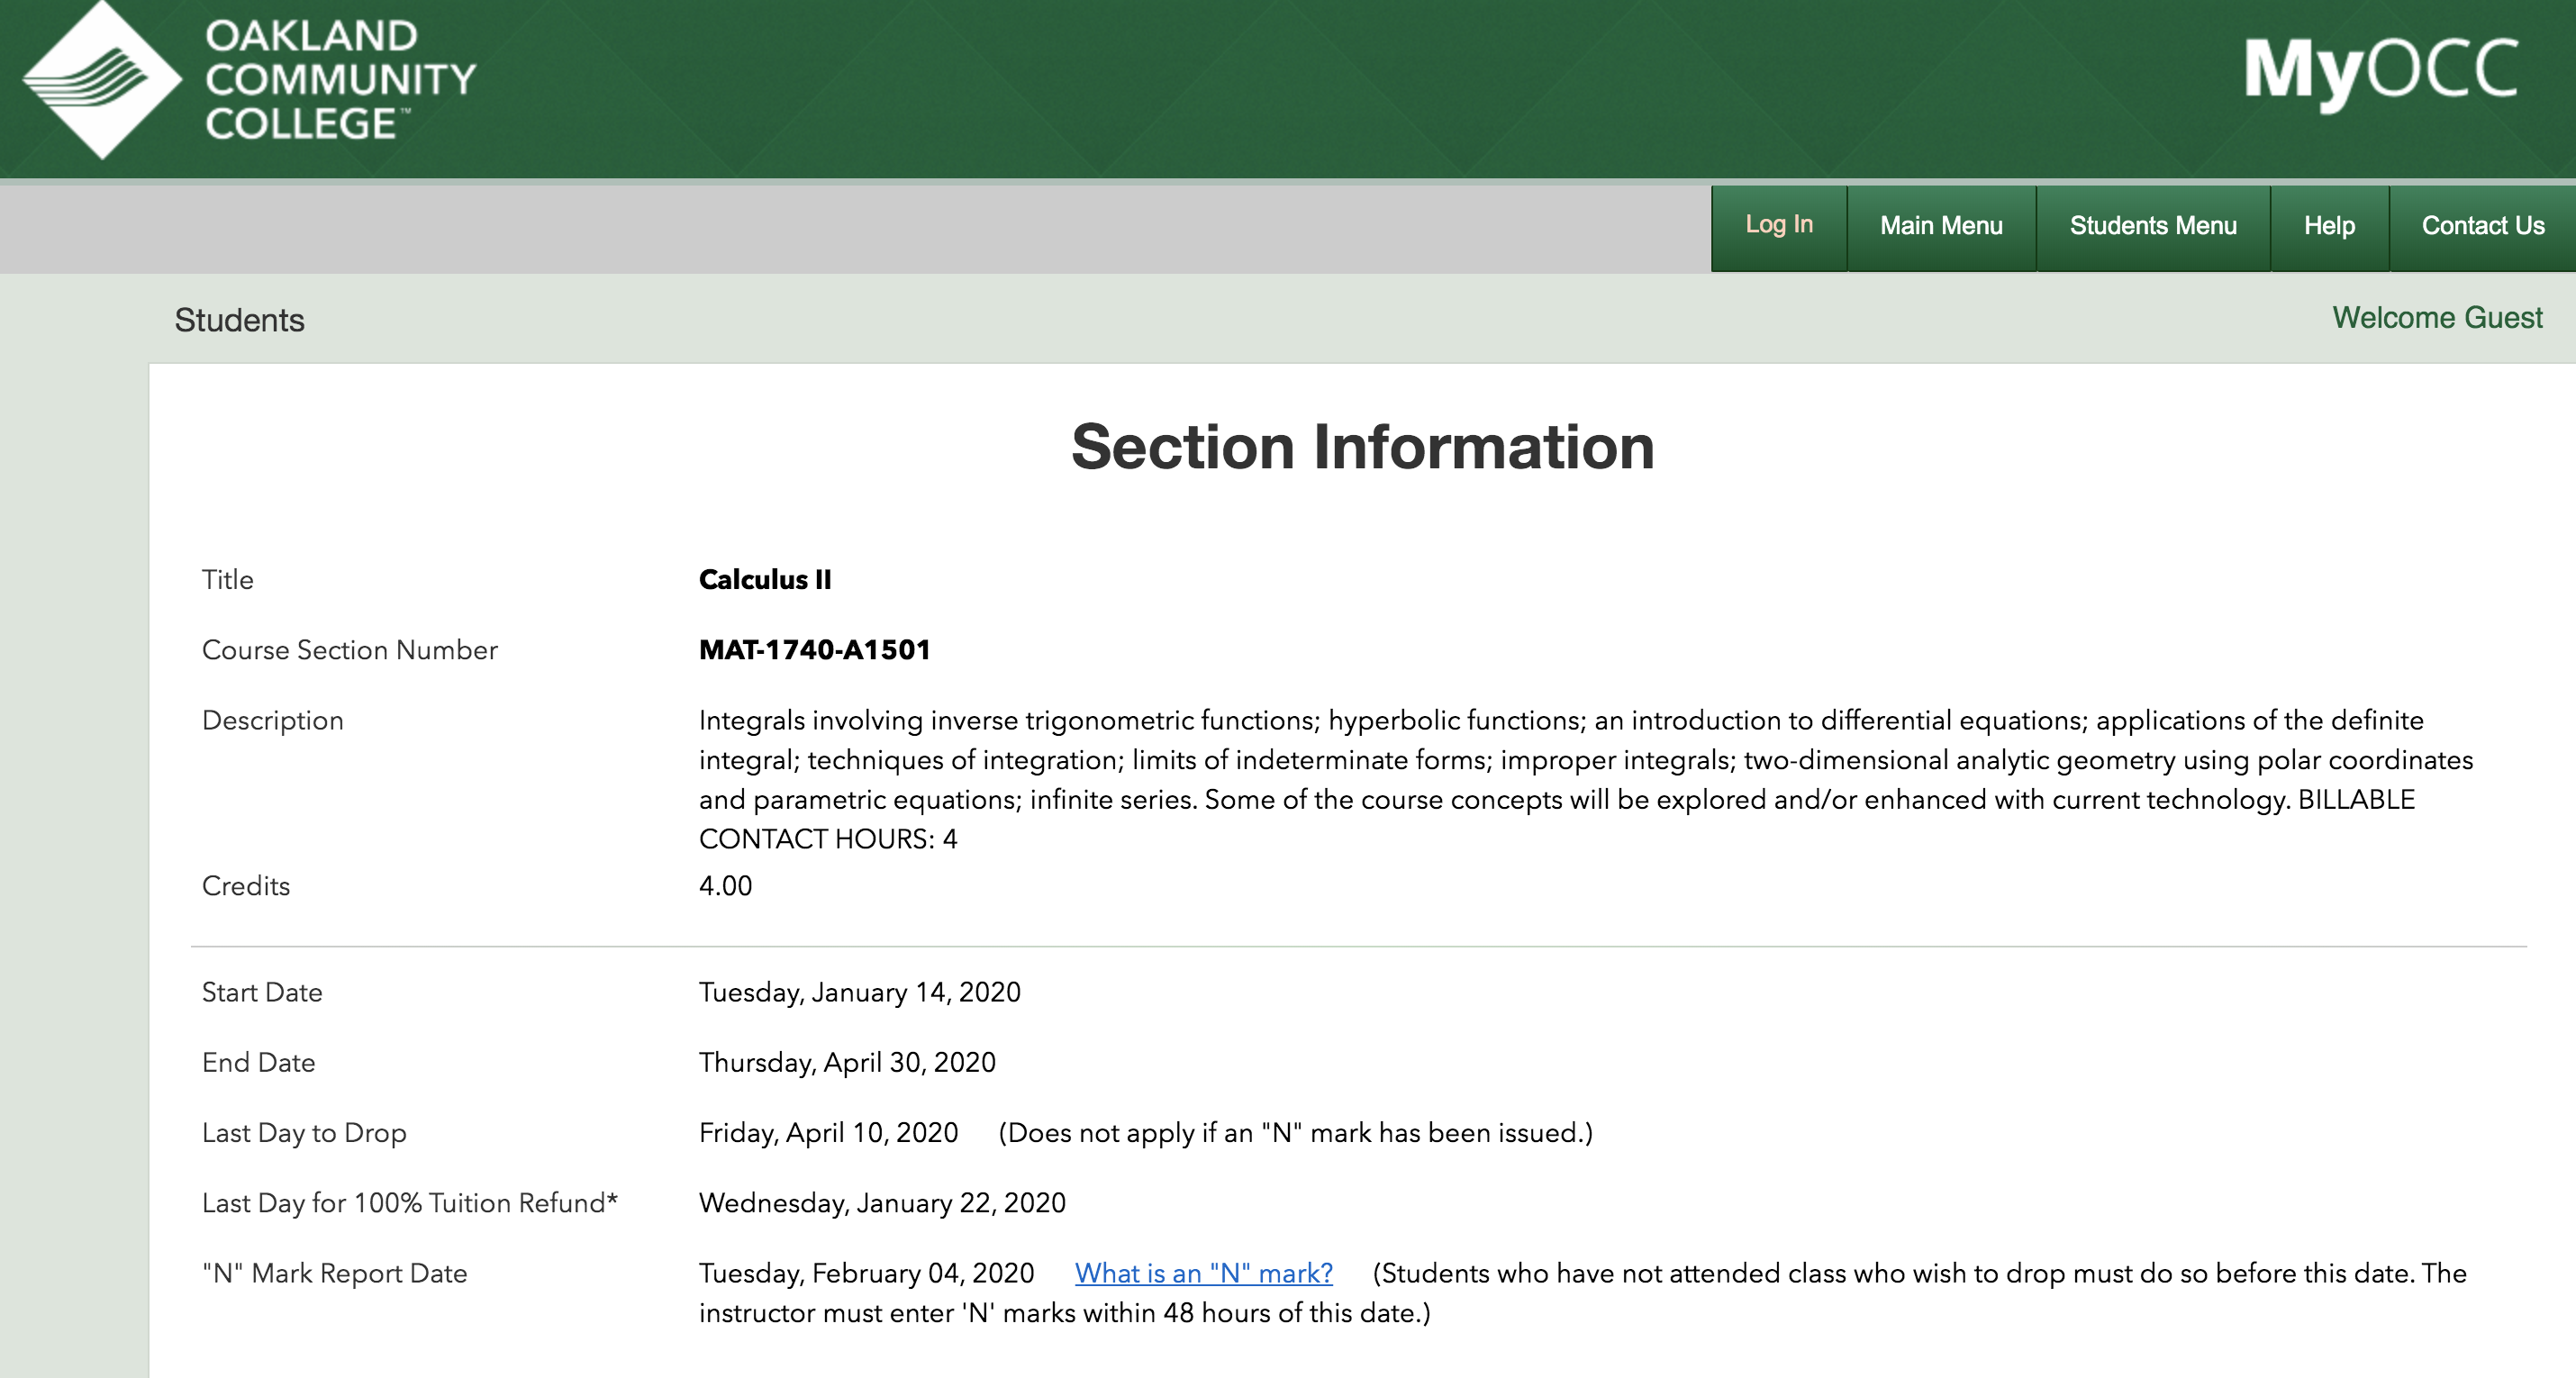 OAKLAND
COMMUNITY
COLLEGE™
MyOCC
Log In
Main Menu
Students Menu
Help
Contact Us
Students
Welcome Guest
Section Information
Title
Calculus II
Course Section Number
MAT-1740-A1501
Description
Integrals involving inverse trigonometric functions; hyperbolic functions; an introduction to differential equations; applications of the definite
integral; techniques of integration; limits of indeterminate forms; improper integrals; two-dimensional analytic geometry using polar coordinates
and parametric equations; infinite series. Some of the course concepts will be explored and/or enhanced with current technology. BILLABLE
CONTACT HOURS: 4
Credits
4.00
Start Date
Tuesday, January 14, 2020
End Date
Thursday, April 30, 2020
Last Day to Drop
Friday, April 10, 2020 (Does not apply if an "N" mark has been issued.)
Last Day for 100% Tuition Refund*
Wednesday, January 22, 2020
"N" Mark Report Date
Tuesday, February 04, 2020 What is an "N" mark? (Students who have not attended class who wish to drop must do so before this date. The
instructor must enter 'N' marks within 48 hours of this date.)